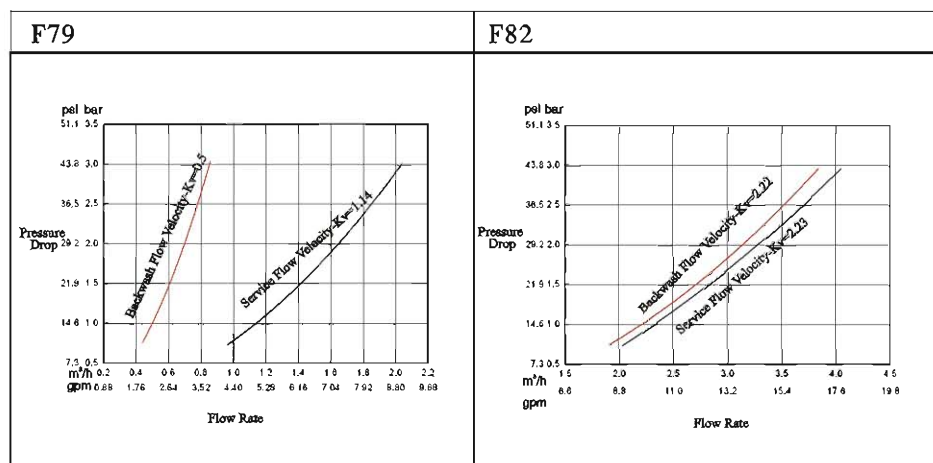 F79
F82
psi bar
51.1 3.5
43.8 3.0
36.5 2.5
Pressure
Drop
29.2 2.0
21.9 1.5
14.6 1.0
7.3 0.5
Backwash Flow Velocity-Kv=0.5
Service Flow Velocity-Kv=1.14
0.2 0.4 0.6 0.8 1.0 1.2 1.4 1.6 1.8 2.0 2.2
m³/h
gpm 0.88 1.76 2.64 3.52 4.40 5.28 6.16 7.04 7.92 8.80 9.68
Flow Rate
psi bar
51.1 3.5
43.8 3.0
36.5 2.5
Pressure
Drop
29.2 2.0
21.9 1.5
14.6 1.0
7.3 0.5
Backwash Flow Velocity-Kv=2.22
Service Flow Velocity-Kv=2.23
1.5 2.0 2.5 3.0 3.5 4.0 4.5
m³/h
6.6 8.8 11.0 13.2 15.4 17.6 19.8
gpm
Flow Rate